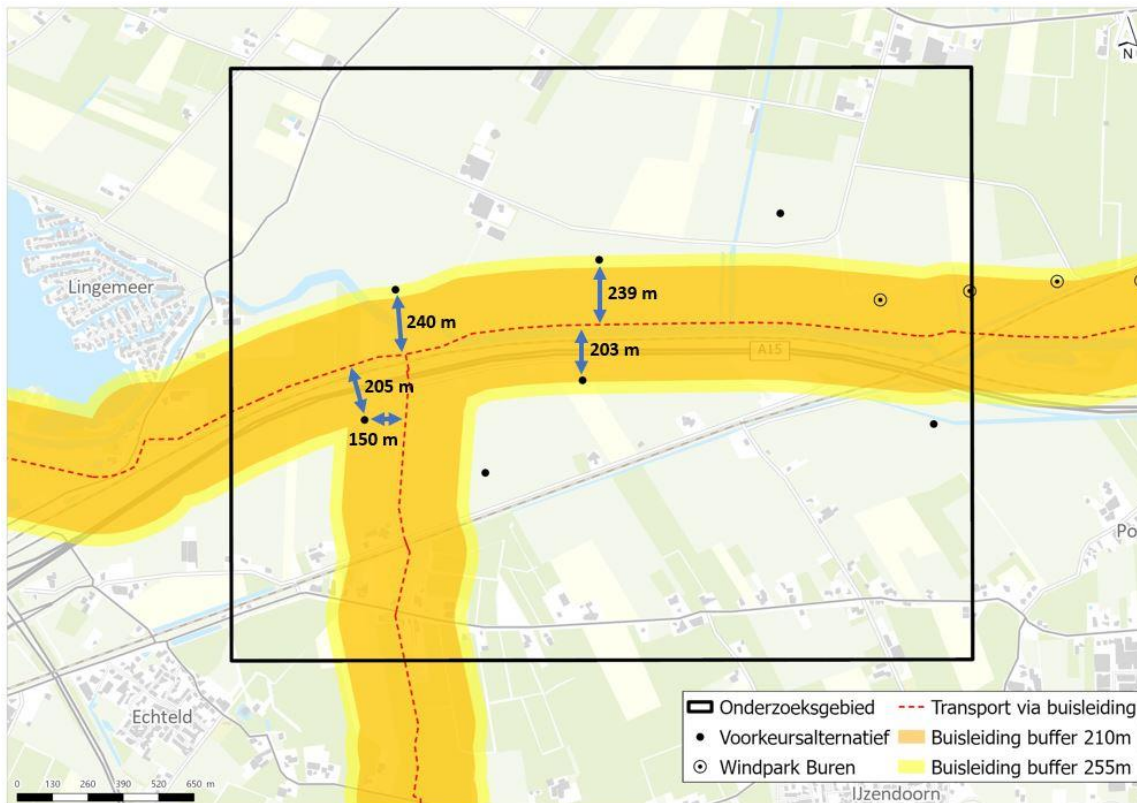 N
Lingemeer
239 m
240 m
203 m
A15
205 m
150 m
Po
Echteld
IJzendoorn
Onderzoeksgebied
Voorkeursalternatief
Windpark Buren
Transport via buisleiding
Buisleiding buffer 210m
Buisleiding buffer 255m
0 130 260 390 520 650 m